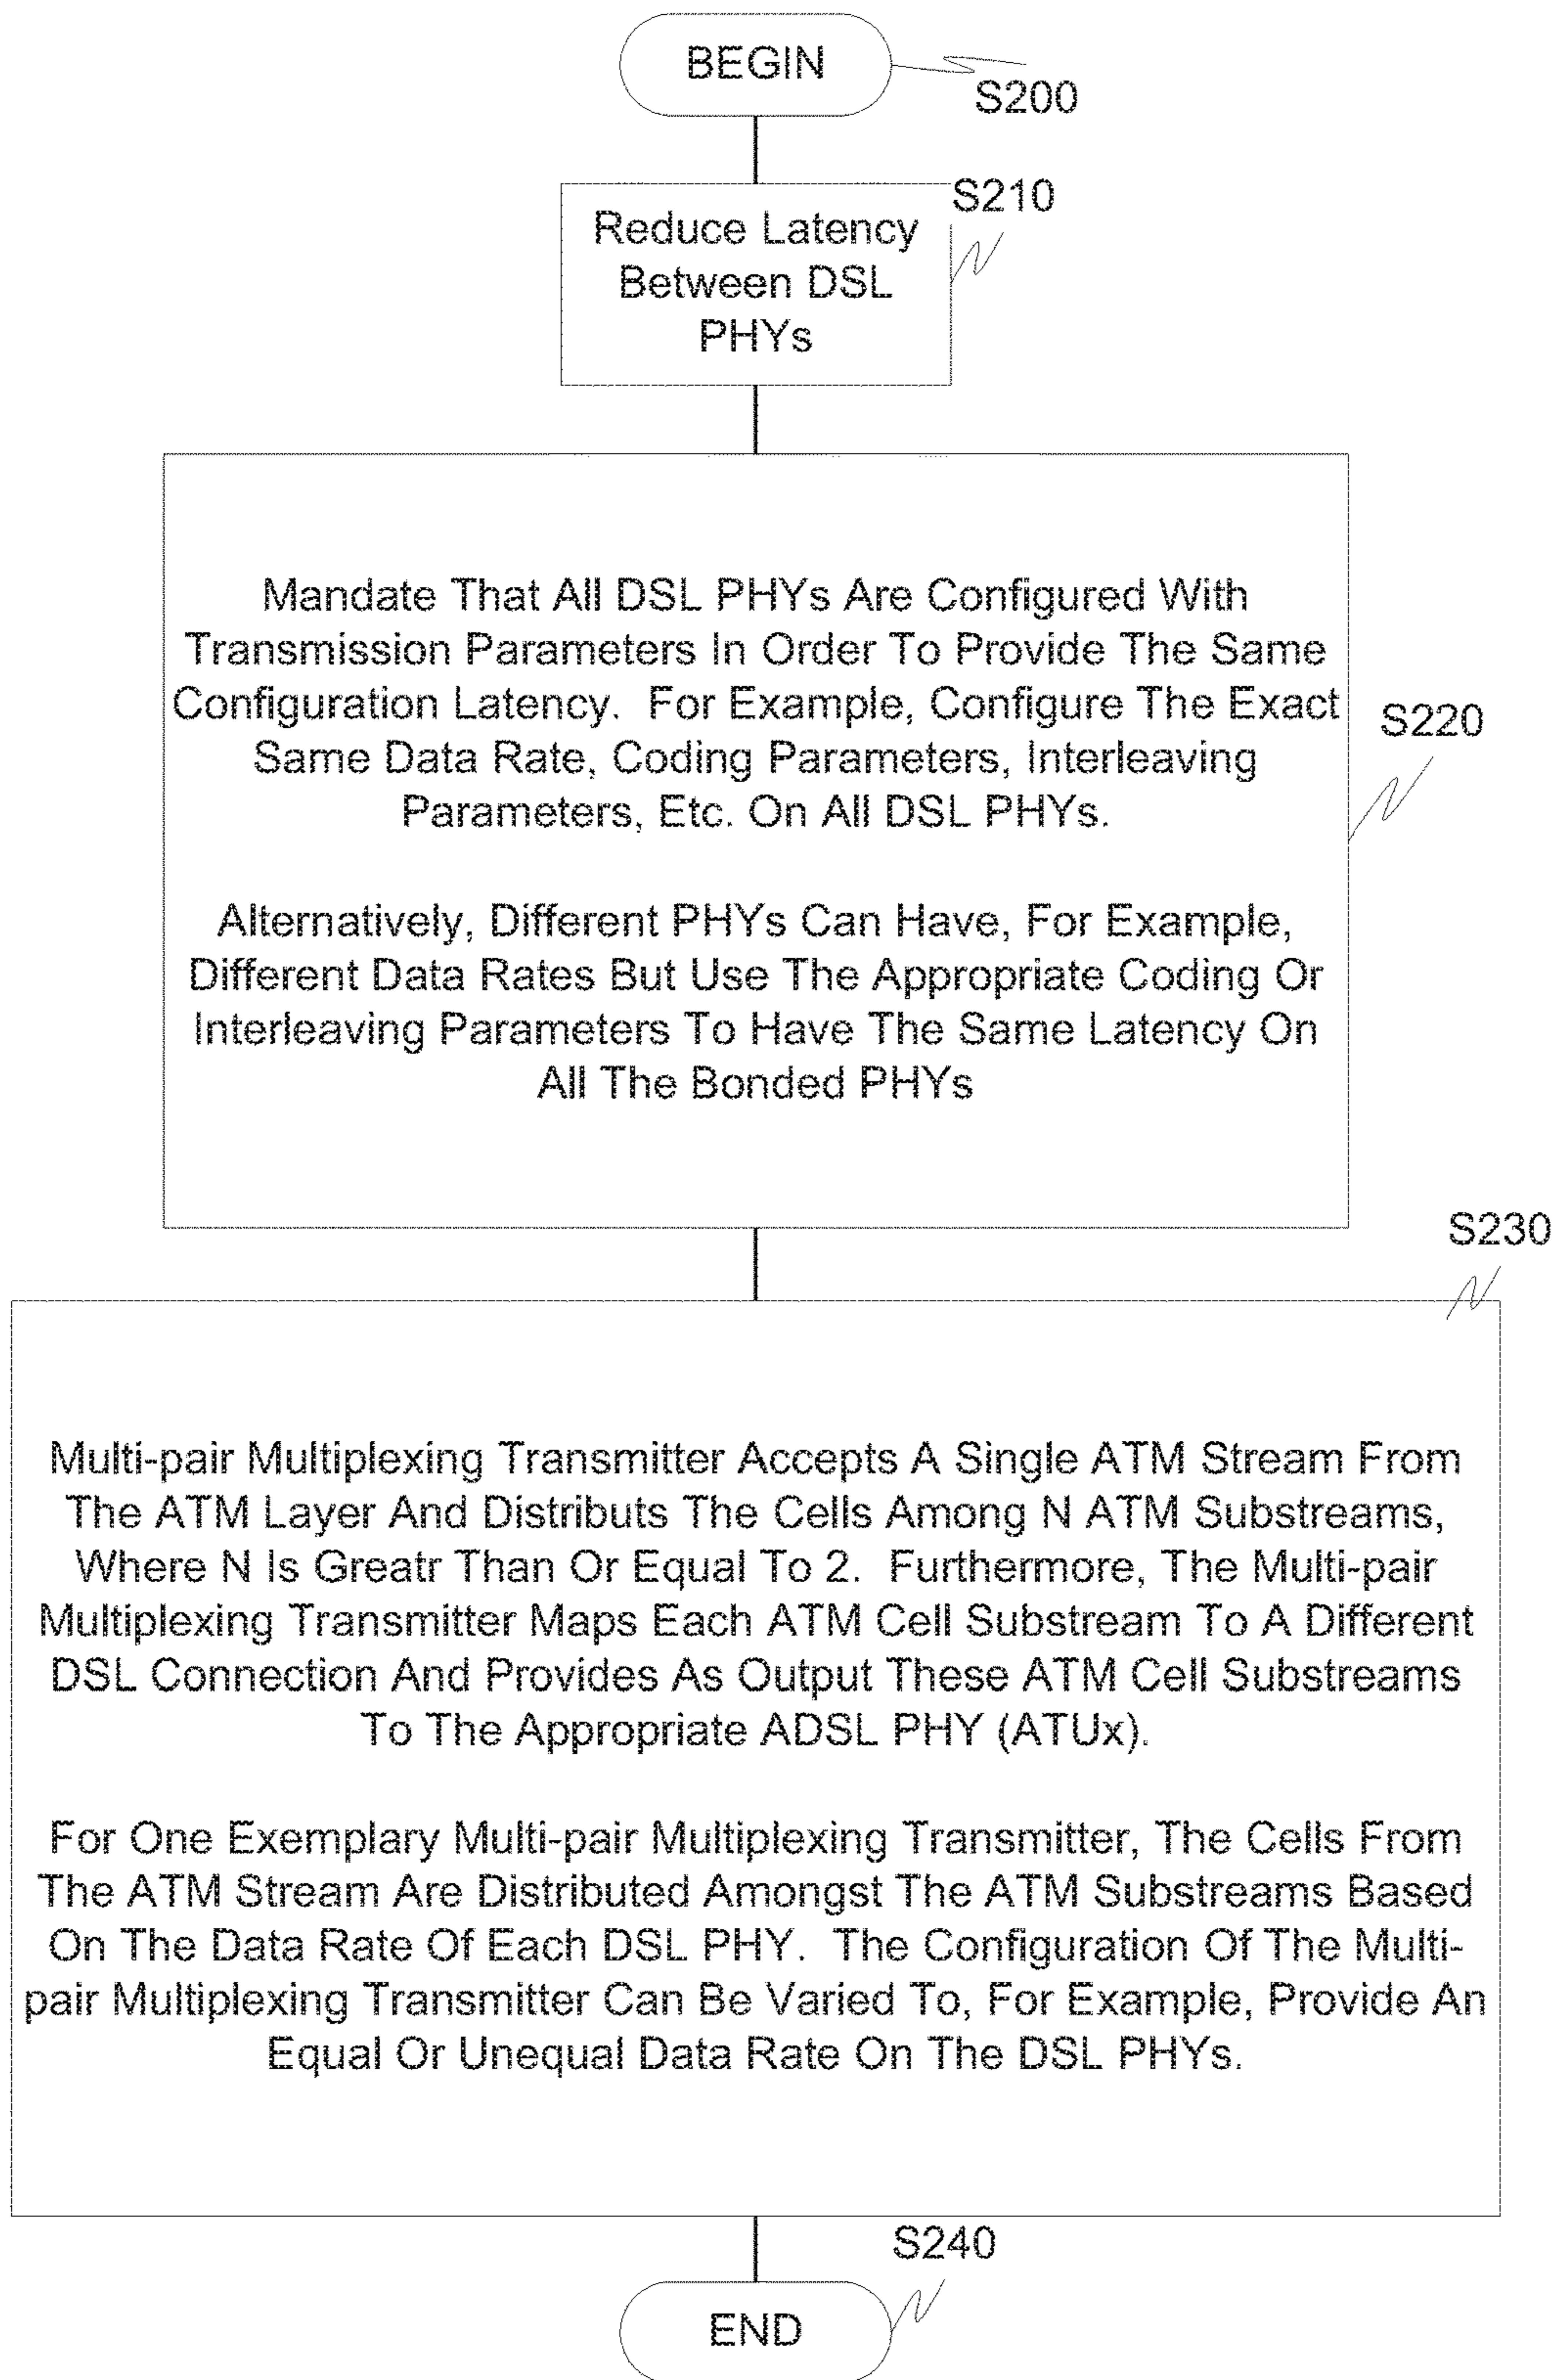 BEGIN
S200
S210
Reduce Latency
Between DSL
PHYs
Mandate That All DSL PHYs Are Configured With
Transmission Parameters In Order To Provide The Same
Configuration Latency.  For Example, Configure The Exact
Same Data Rate, Coding Parameters, Interleaving
Parameters, Etc. On All DSL PHYs.
S220
Alternatively, Different PHYs Can Have, For Example,
Different Data Rates But Use The Appropriate Coding Or
Interleaving Parameters To Have The Same Latency On
All The Bonded PHYs
S230
Multi-pair Multiplexing Transmitter Accepts A Single ATM Stream From
The ATM Layer And Distributs The Cells Among N ATM Substreams,
Where N Is Greatr Than Or Equal To 2.  Furthermore, The Multi-pair
Multiplexing Transmitter Maps Each ATM Cell Substream To A Different
DSL Connection And Provides As Output These ATM Cell Substreams
To The Appropriate ADSL PHY (ATUx).
For One Exemplary Multi-pair Multiplexing Transmitter, The Cells From
The ATM Stream Are Distributed Amongst The ATM Substreams Based
On The Data Rate Of Each DSL PHY.  The Configuration Of The Multi-
pair Multiplexing Transmitter Can Be Varied To, For Example, Provide An
Equal Or Unequal Data Rate On The DSL PHYs.
S240
END